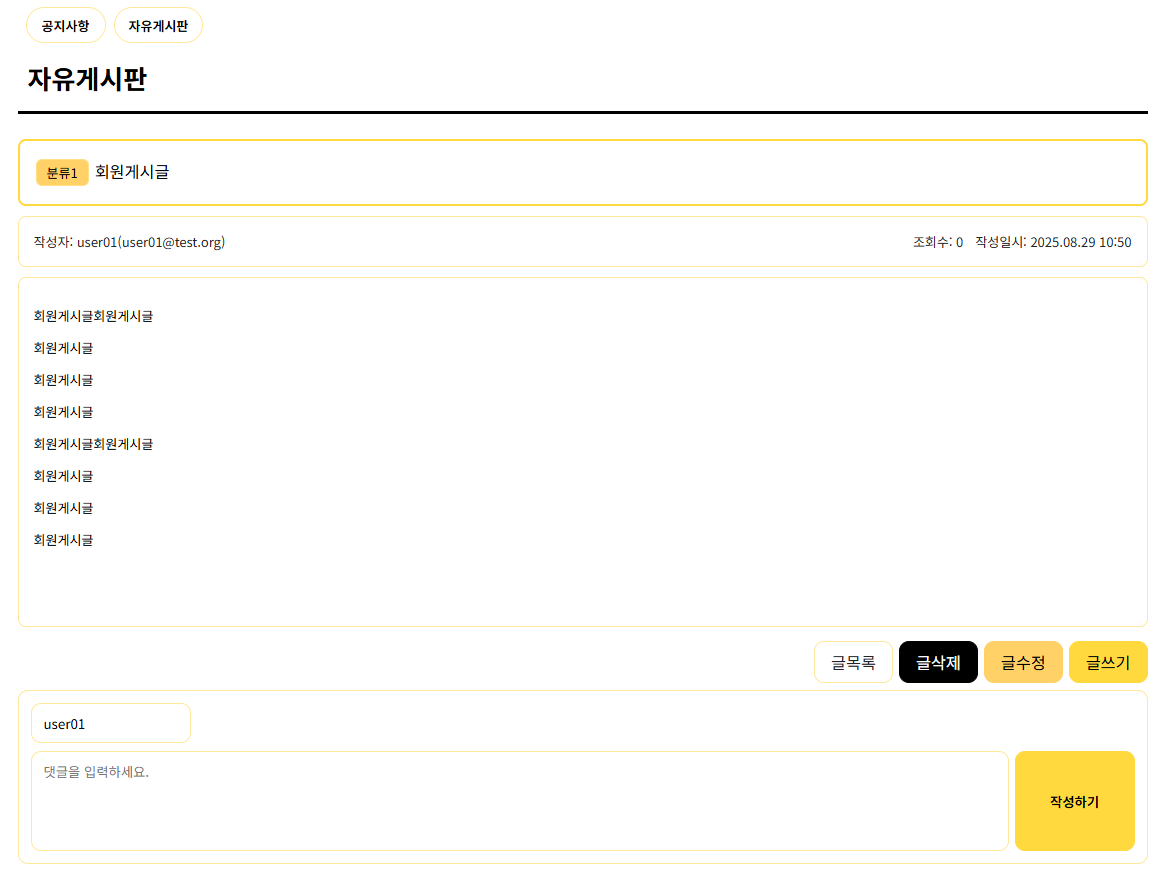 공지사항 자유게시판
자유게시판
분류1 회원게시글
작성자: user01(user01@test.org) 조회수: 0 작성일시: 2025.08.29 10:50
회원게시글회원게시글
회원게시글
회원게시글
회원게시글
회원게시글회원게시글
회원게시글
회원게시글
회원게시글
글목록 글삭제 글수정 글쓰기
user01
댓글을 입력하세요.
작성하기